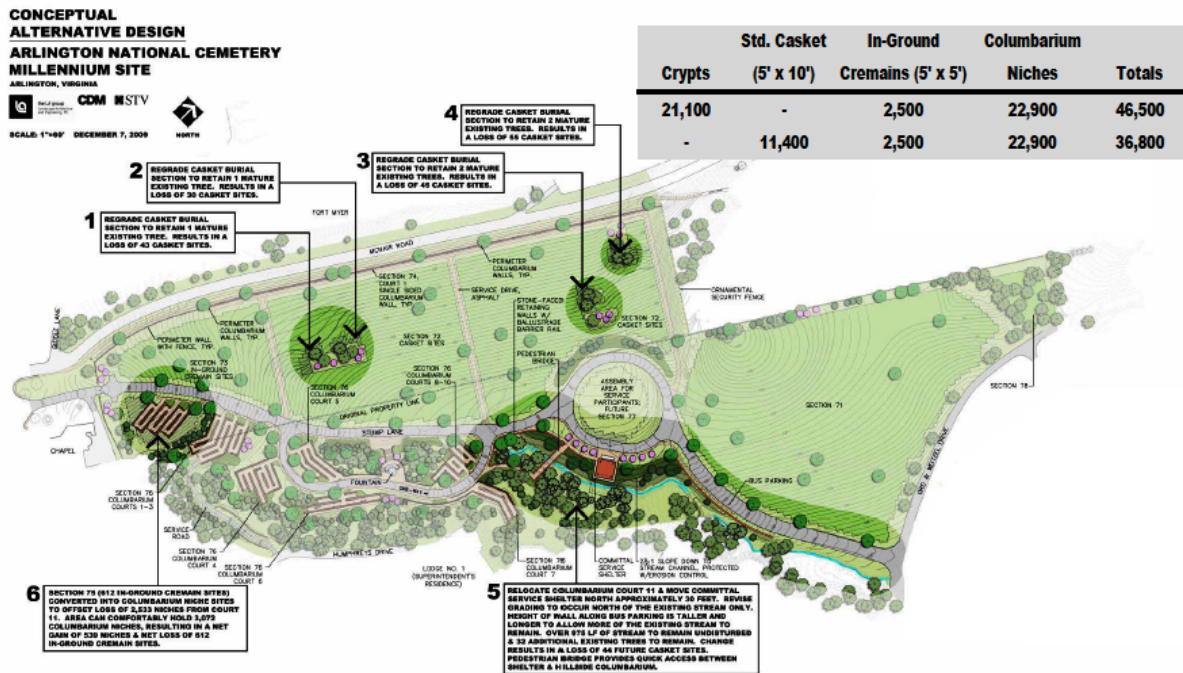 CONCEPTUAL
ALTERNATIVE DESIGN
ARLINGTON NATIONAL CEMETERY
MILLENNIUM SITE
ARLINGTON, VIRGINIA
CDM STV
SCALE: 1"=60' DECEMBER 7, 2009
NORTH
Std. Casket In-Ground Columbarium
Crypts (5' x 10') Cremains (5' x 5') Niches Totals
21,100 - 2,500 22,900 46,500
- 11,400 2,500 22,900 36,800
4
REGRADE CASKET BURIAL
SECTION TO RETAIN 2 MATURE
EXISTING TREES. RESULTS IN
A LOSS OF 55 CASKET SITES.
3
REGRADE CASKET BURIAL
SECTION TO RETAIN 2 MATURE
EXISTING TREES. RESULTS IN
A LOSS OF 45 CASKET SITES.
2
REGRADE CASKET BURIAL
SECTION TO RETAIN 1 MATURE
EXISTING TREE. RESULTS IN A
LOSS OF 30 CASKET SITES.
1
REGRADE CASKET BURIAL
SECTION TO RETAIN 1 MATURE
EXISTING TREE. RESULTS IN A
LOSS OF 43 CASKET SITES.
FORT MYER
MCNAIR ROAD
PERIMETER
COLUMBARIUM
WALLS, TYP.
SECTION 74,
COURT 1
SINGLE SIDED
COLUMBARIUM
WALL, TYP.
SERVICE DRIVE,
ASPHALT
STONE-FACED
RETAINING
WALLS W/
BALLUSTRADE
BARRIER RAIL
ORNAMENTAL
SECURITY FENCE
PERIMETER
COLUMBARIUM
WALLS, TYP.
PERIMETER WALL
WITH FENCE, TYP.
SECTION 72
CASKET SITES
SECTION 72
CASKET SITES
PEDESTRIAN
BRIDGE
SECTION 75
IN-GROUND
CREMAIN SITES
SECTION 76
COLUMBARIUM
COURT 5
SECTION 76
COLUMBARIUM
COURTS 8-10
ORIGINAL PROPERTY LINE
ASSEMBLY
AREA FOR
SERVICE
PARTICIPANTS;
FUTURE
SECTION 77
SECTION 78
SECTION 71
STUMP LANE
CHAPEL
FOUNTAIN
BUS PARKING
SECTION 76
COLUMBARIUM
COURTS 1-3
SERVICE
ROAD
SECTION 76
COLUMBARIUM
COURT 4
SECTION 76
COLUMBARIUM
COURT 6
HUMPHREYS DRIVE
LODGE NO. 1
(SUPERINTENDENT'S
RESIDENCE)
COLUMBARIUM
COURT 7
COMMITTAL
SERVICE
SHELTER
SLOPE DOWN TO
STREAM CHANNEL, PROTECTED
W/EROSION CONTROL
6
SECTION 75 (612 IN-GROUND CREMAIN SITES)
CONVERTED INTO COLUMBARIUM NICHE SITES
TO OFFSET LOSS OF 2,533 NICHES FROM COURT
11. AREA CAN COMFORTABLY HOLD 3,072
COLUMBARIUM NICHES, RESULTING IN A NET
GAIN OF 539 NICHES & NET LOSS OF 612
IN-GROUND CREMAIN SITES.
5
RELOCATE COLUMBARIUM COURT 11 & MOVE COMMITTAL
SERVICE SHELTER NORTH APPROXIMATELY 30 FEET. REVISE
GRADING TO OCCUR NORTH OF THE EXISTING STREAM ONLY.
HEIGHT OF WALL ALONG BUS PARKING IS TALLER AND
LONGER TO ALLOW MORE OF THE EXISTING STREAM TO
REMAIN. OVER 975 LF OF STREAM TO REMAIN UNDISTURBED
& 32 ADDITIONAL EXISTING TREES TO REMAIN. CHANGE
RESULTS IN A LOSS OF 44 FUTURE CASKET SITES.
PEDESTRIAN BRIDGE PROVIDES QUICK ACCESS BETWEEN
SHELTER & HILLSIDE COLUMBARIUM.